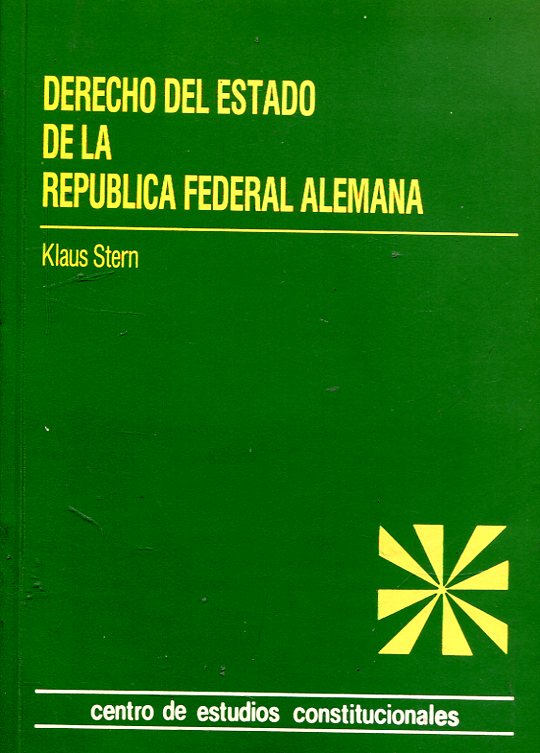 DERECHO DEL ESTADO
DE LA
REPUBLICA FEDERAL ALEMANA
Klaus Stern
centro de estudios constitucionales